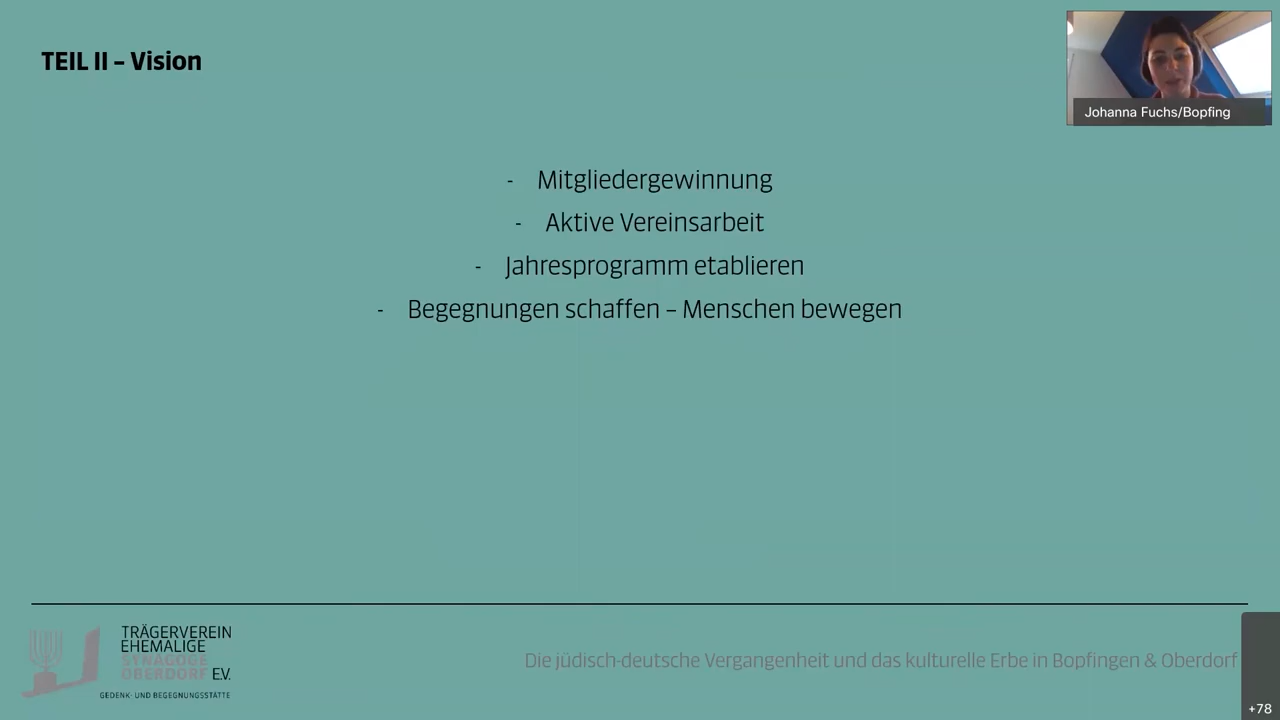 TEIL II – Vision
Johanna Fuchs/Bopfing
- Mitgliedergewinnung
- Aktive Vereinsarbeit
- Jahresprogramm etablieren
- Begegnungen schaffen – Menschen bewegen
TRÄGERVEREIN
EHEMALIGE
SYNAGOGE
OBERDORF E.V.
GEDENK- UND BEGEGNUNGSSTÄTTE
Die jüdisch-deutsche Vergangenheit und das kulturelle Erbe in Bopfingen & Oberdorf
+78